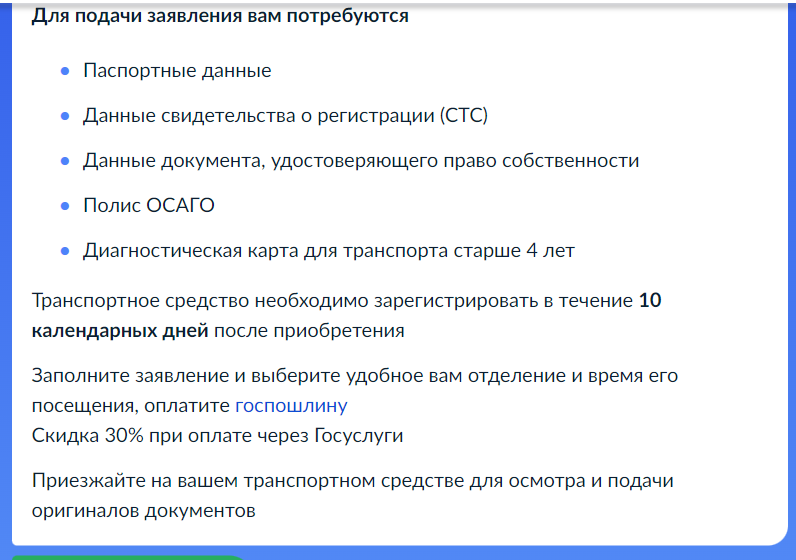 Для подачи заявления вам потребуются
Паспортные данные
Данные свидетельства о регистрации (СТС)
Данные документа, удостоверяющего право собственности
Полис ОСАГО
Диагностическая карта для транспорта старше 4 лет
Транспортное средство необходимо зарегистрировать в течение 10
календарных дней после приобретения
Заполните заявление и выберите удобное вам отделение и время его
посещения, оплатите госпошлину
Скидка 30% при оплате через Госуслуги
Приезжайте на вашем транспортном средстве для осмотра и подачи
оригиналов документов